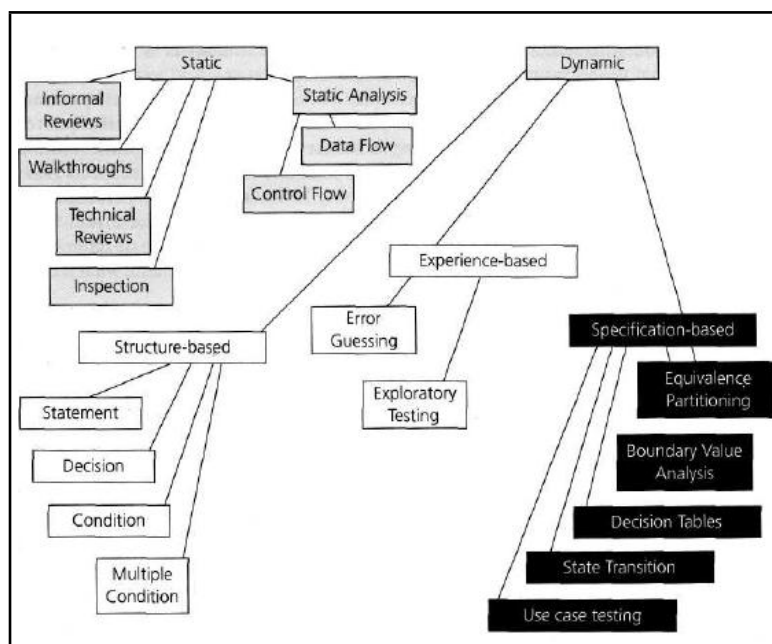 Static
Dynamic
Informal
Reviews
Static Analysis
Data Flow
Walkthroughs
Control Flow
Technical
Reviews
Experience-based
Inspection
Error
Guessing
Specification-based
Structure-based
Equivalence
Partitioning
Exploratory
Testing
Statement
Boundary Value
Analysis
Decision
Condition
Decision Tables
Multiple
Condition
State Transition
Use case testing